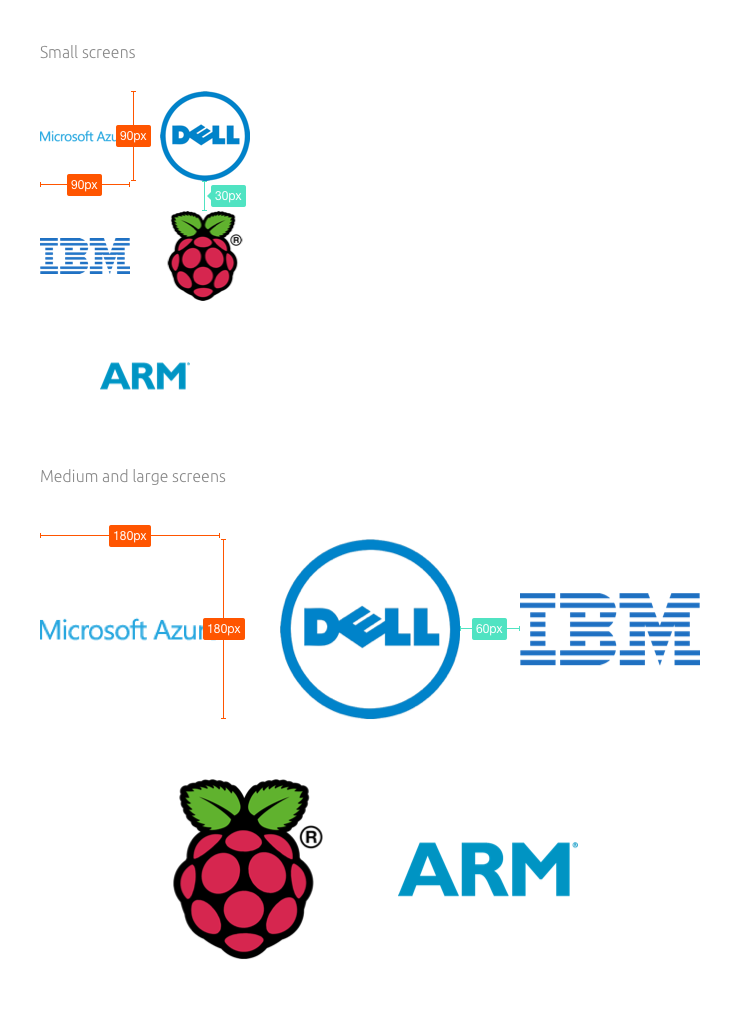 Small screens
Microsoft Azu
90px
DELL
90px
30px
IBM
®
ARM
Medium and large screens
180px
Microsoft Azur
180px
DELL
60px
IBM
®
ARM®